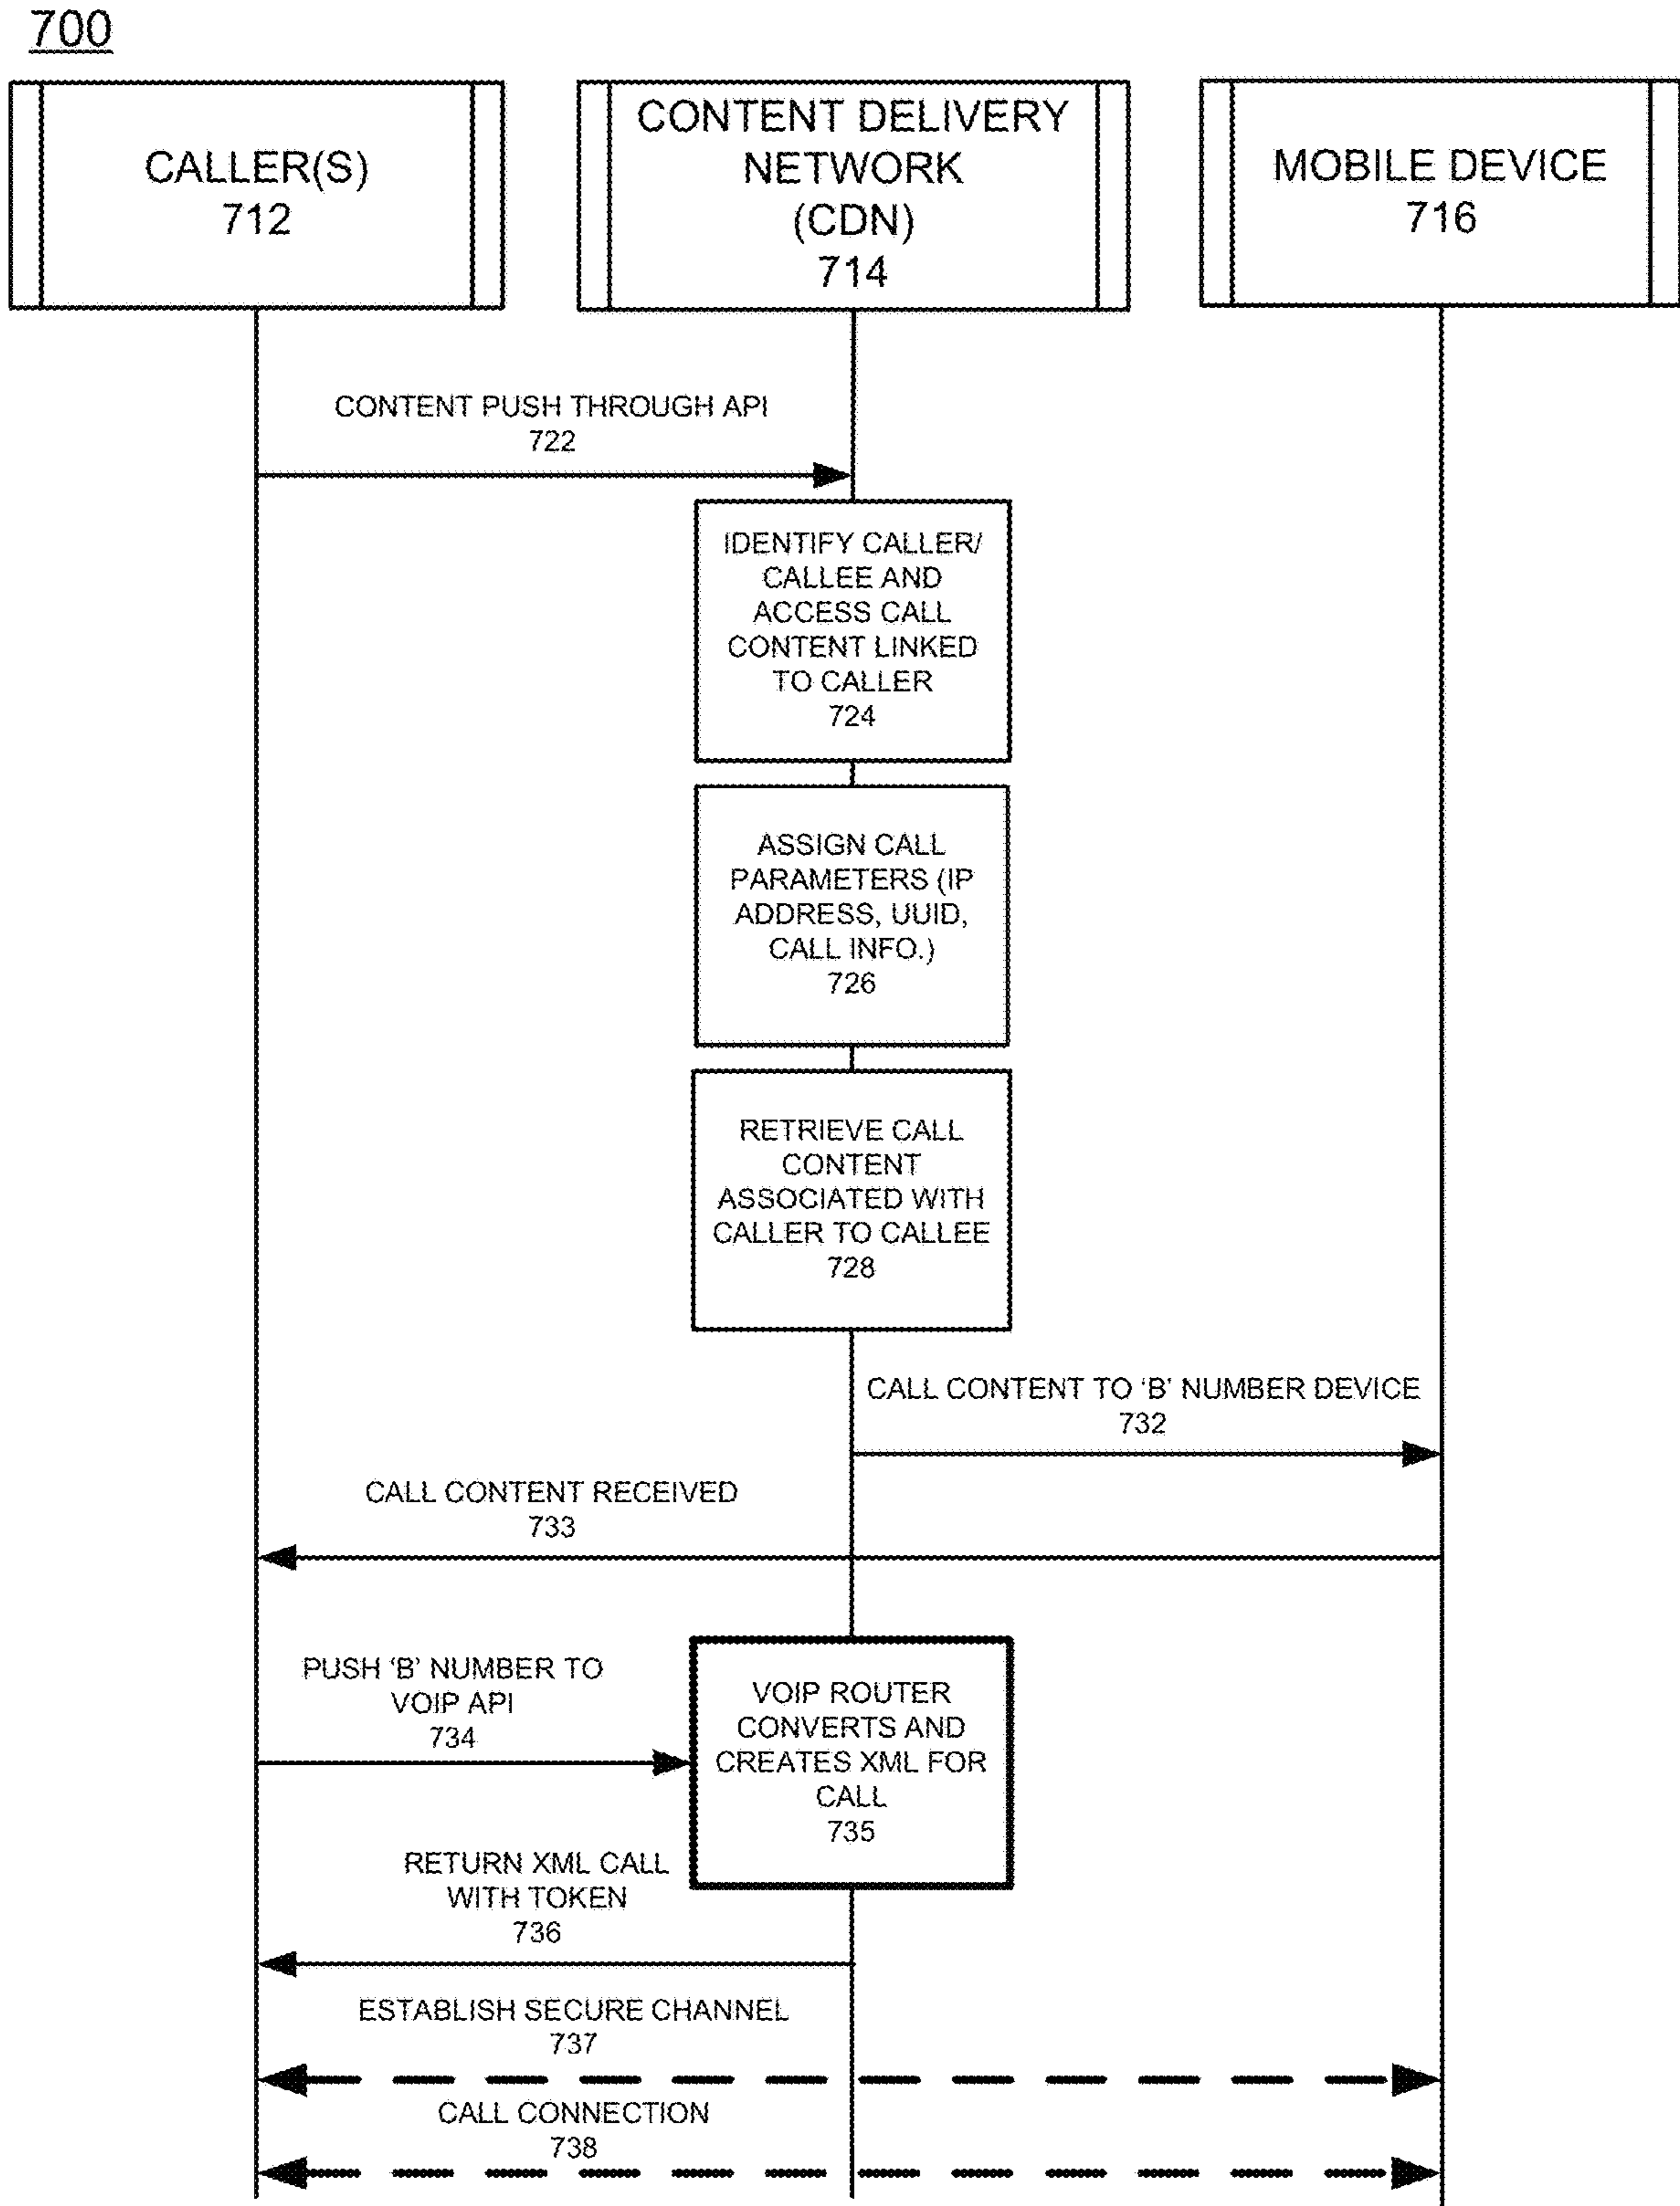 700
CALLER(S)
712
CONTENT DELIVERY
NETWORK
(CDN)
714
MOBILE DEVICE
716
CONTENT PUSH THROUGH API
722
IDENTIFY CALLER/
CALLEE AND
ACCESS CALL
CONTENT LINKED
TO CALLER
724
ASSIGN CALL
PARAMETERS (IP
ADDRESS, UUID,
CALL INFO.)
726
RETRIEVE CALL
CONTENT
ASSOCIATED WITH
CALLER TO CALLEE
728
CALL CONTENT TO ‘B’ NUMBER DEVICE
732
CALL CONTENT RECEIVED
733
PUSH ‘B’ NUMBER TO
VOIP API
734
VOIP ROUTER
CONVERTS AND
CREATES XML FOR
CALL
735
RETURN XML CALL
WITH TOKEN
736
ESTABLISH SECURE CHANNEL
737
CALL CONNECTION
738